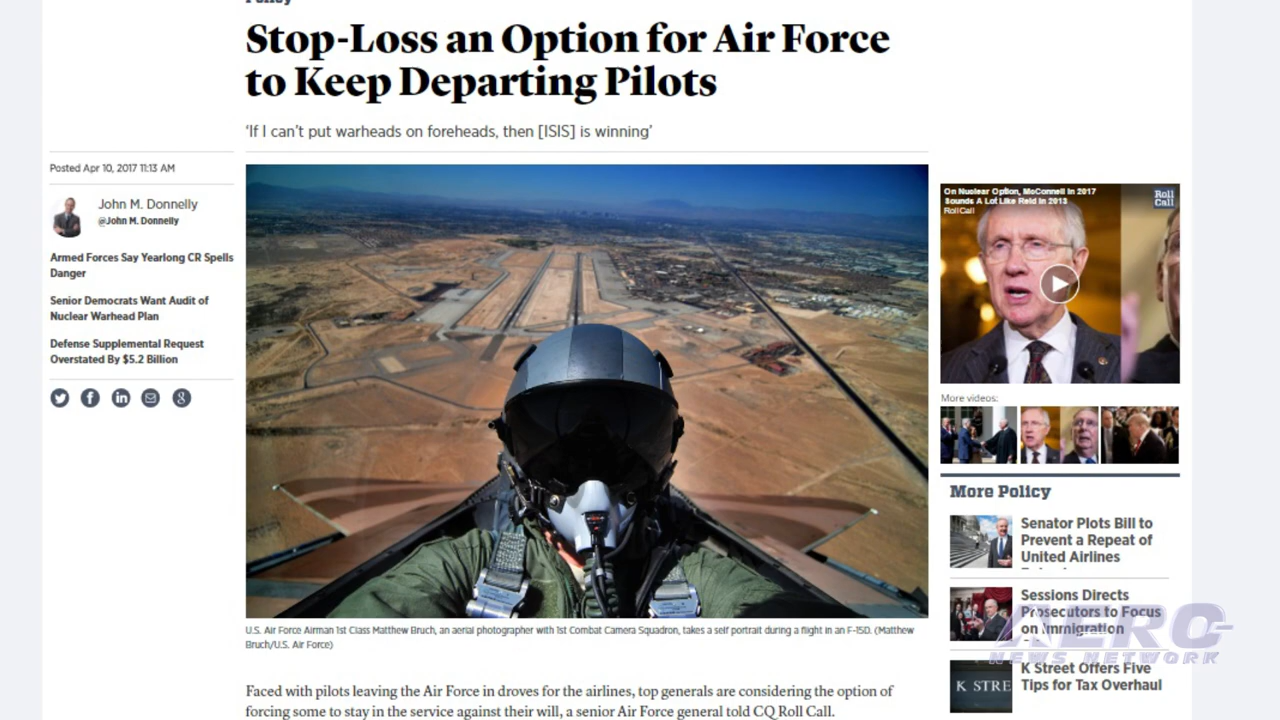 Policy
Stop-Loss an Option for Air Force
to Keep Departing Pilots
‘If I can’t put warheads on foreheads, then [ISIS] is winning’
Posted Apr 10, 2017 11:13 AM
John M. Donnelly
@John M. Donnelly
Armed Forces Say Yearlong CR Spells
Danger
Senior Democrats Want Audit of
Nuclear Warhead Plan
Defense Supplemental Request
Overstated By $5.2 Billion
U.S. Air Force Airman 1st Class Matthew Bruch, an aerial photographer with 1st Combat Camera Squadron, takes a self portrait during a flight in an F-15D. (Matthew
Bruch/U.S. Air Force)
Faced with pilots leaving the Air Force in droves for the airlines, top generals are considering the option of
forcing some to stay in the service against their will, a senior Air Force general told CQ Roll Call.
On Nuclear Option, McConnell in 2017
Sounds A Lot Like Reid in 2013
Roll Call
Roll
Call
More videos:
More Policy
Senator Plots Bill to
Prevent a Repeat of
United Airlines
Sessions Directs
Prosecutors to Focus
on Immigration
K STRE
K Street Offers Five
Tips for Tax Overhaul
AERO
NEWS NETWORK